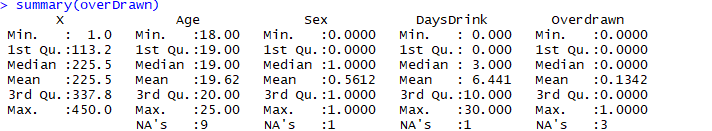 > summary(overDrawn)
       X              Age             Sex           DaysDrink        Overdrawn
 Min.   :  1.0   Min.   :18.00   Min.   :0.0000   Min.   : 0.000   Min.   :0.0000
 1st Qu.:113.2   1st Qu.:19.00   1st Qu.:0.0000   1st Qu.: 0.000   1st Qu.:0.0000
 Median :225.5   Median :19.00   Median :1.0000   Median : 3.000   Median :0.0000
 Mean   :225.5   Mean   :19.62   Mean   :0.5612   Mean   : 6.441   Mean   :0.1342
 3rd Qu.:337.8   3rd Qu.:20.00   3rd Qu.:1.0000   3rd Qu.:10.000   3rd Qu.:0.0000
 Max.   :450.0   Max.   :25.00   Max.   :1.0000   Max.   :30.000   Max.   :1.0000
                 NA's   :9       NA's   :1        NA's   :1        NA's   :3